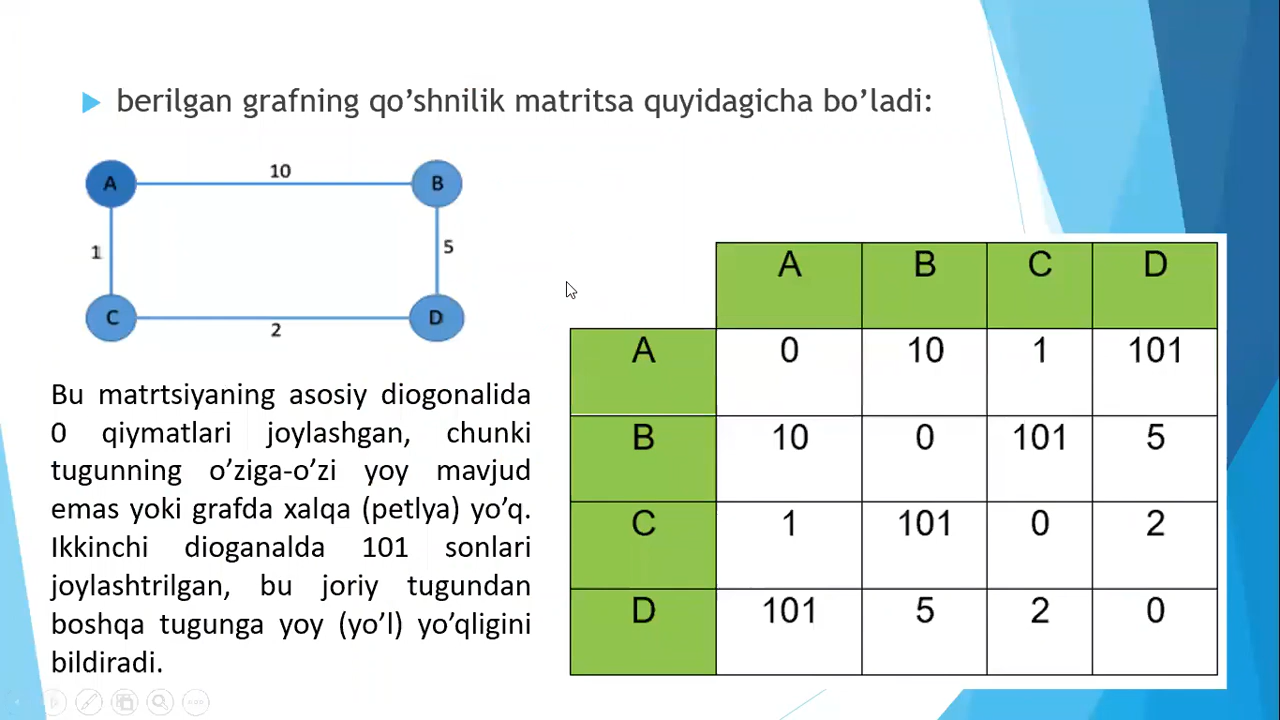 berilgan grafning qo’shnilik matritsa quyidagicha bo’ladi:
A 10 B
1 5
C 2 D
Bu matrtsiyaning asosiy diogonalida
0 qiymatlari joylashgan, chunki
tugunning o’ziga-o’zi yoy mavjud
emas yoki grafda xalqa (petlya) yo’q.
Ikkinchi dioganalda 101 sonlari
joylashtrilgan, bu joriy tugundan
boshqa tugunga yoy (yo’l) yo’qligini
bildiradi.
A B C D
A 0 10 1 101
B 10 0 101 5
C 1 101 0 2
D 101 5 2 0